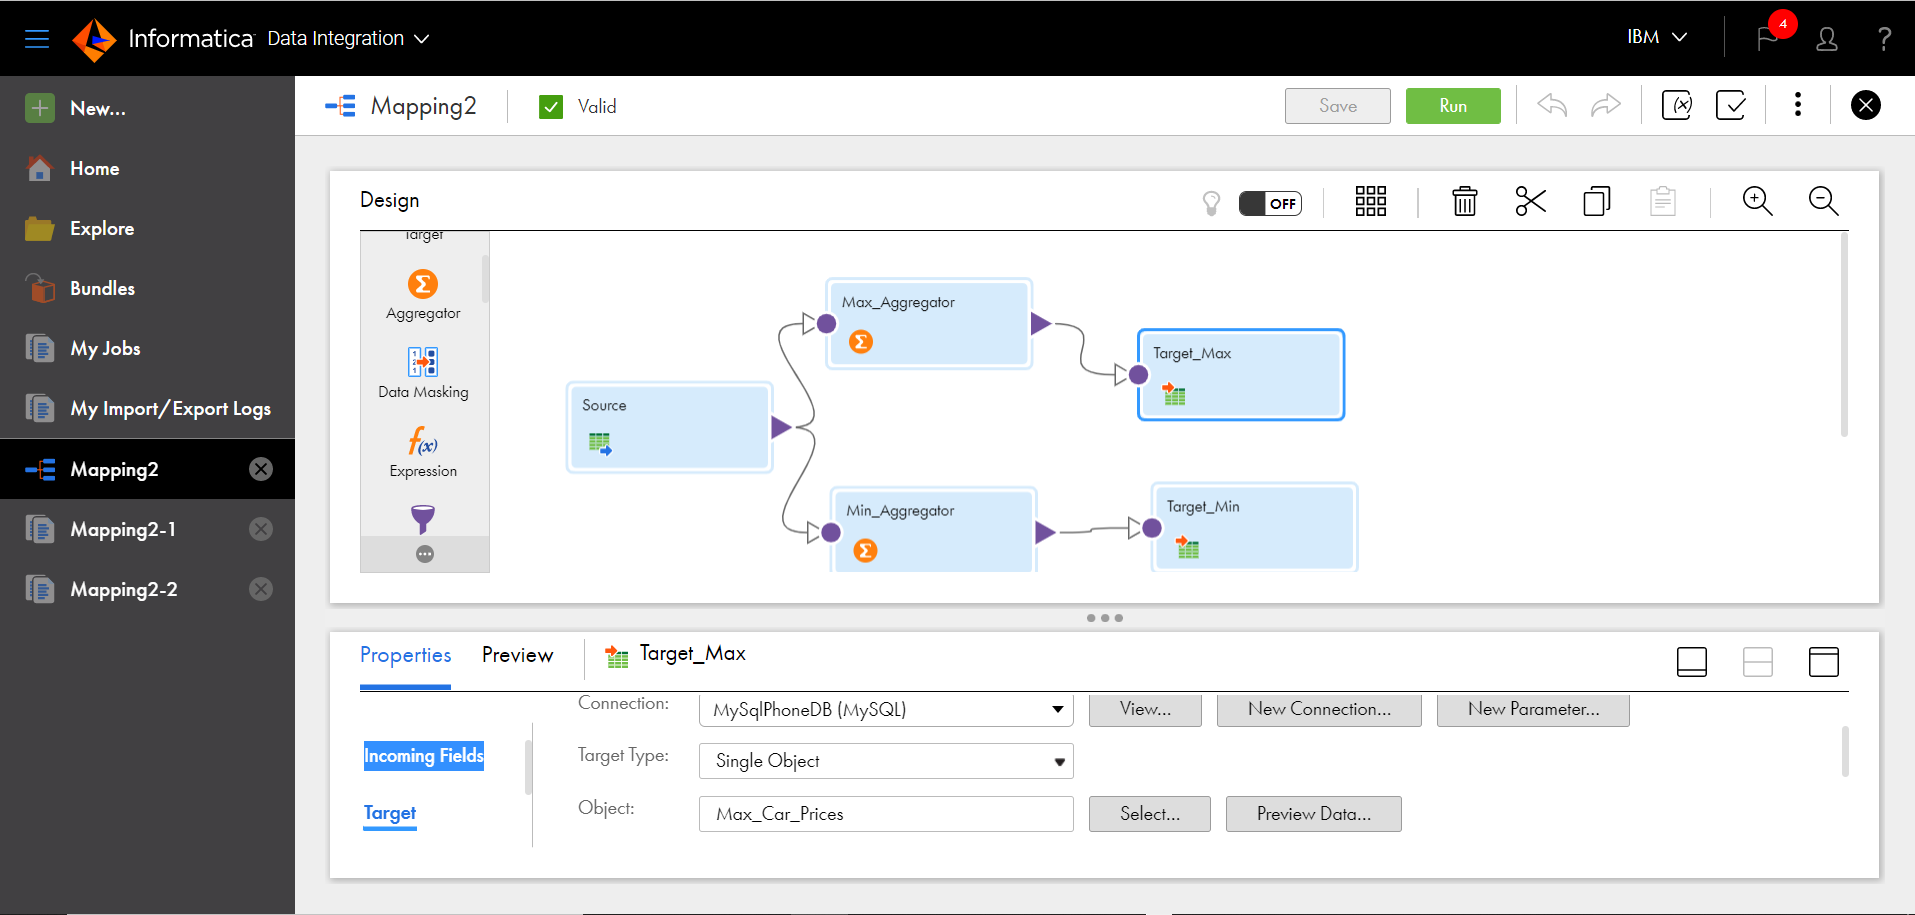 Informatica Data Integration
IBM
4
?
New...
Home
Explore
Bundles
My Jobs
My Import/Export Logs
Mapping2
Mapping2-1
Mapping2-2
Mapping2
Valid
Save
Run
(x)
Design
OFF
Target
Aggregator
Data Masking
f(x)
Expression
Max_Aggregator
Target_Max
Source
Min_Aggregator
Target_Min
Properties
Preview
Target_Max
Incoming Fields
Target
Connection:
MySqlPhoneDB (MySQL)
View...
New Connection...
New Parameter...
Target Type:
Single Object
Object:
Max_Car_Prices
Select...
Preview Data...